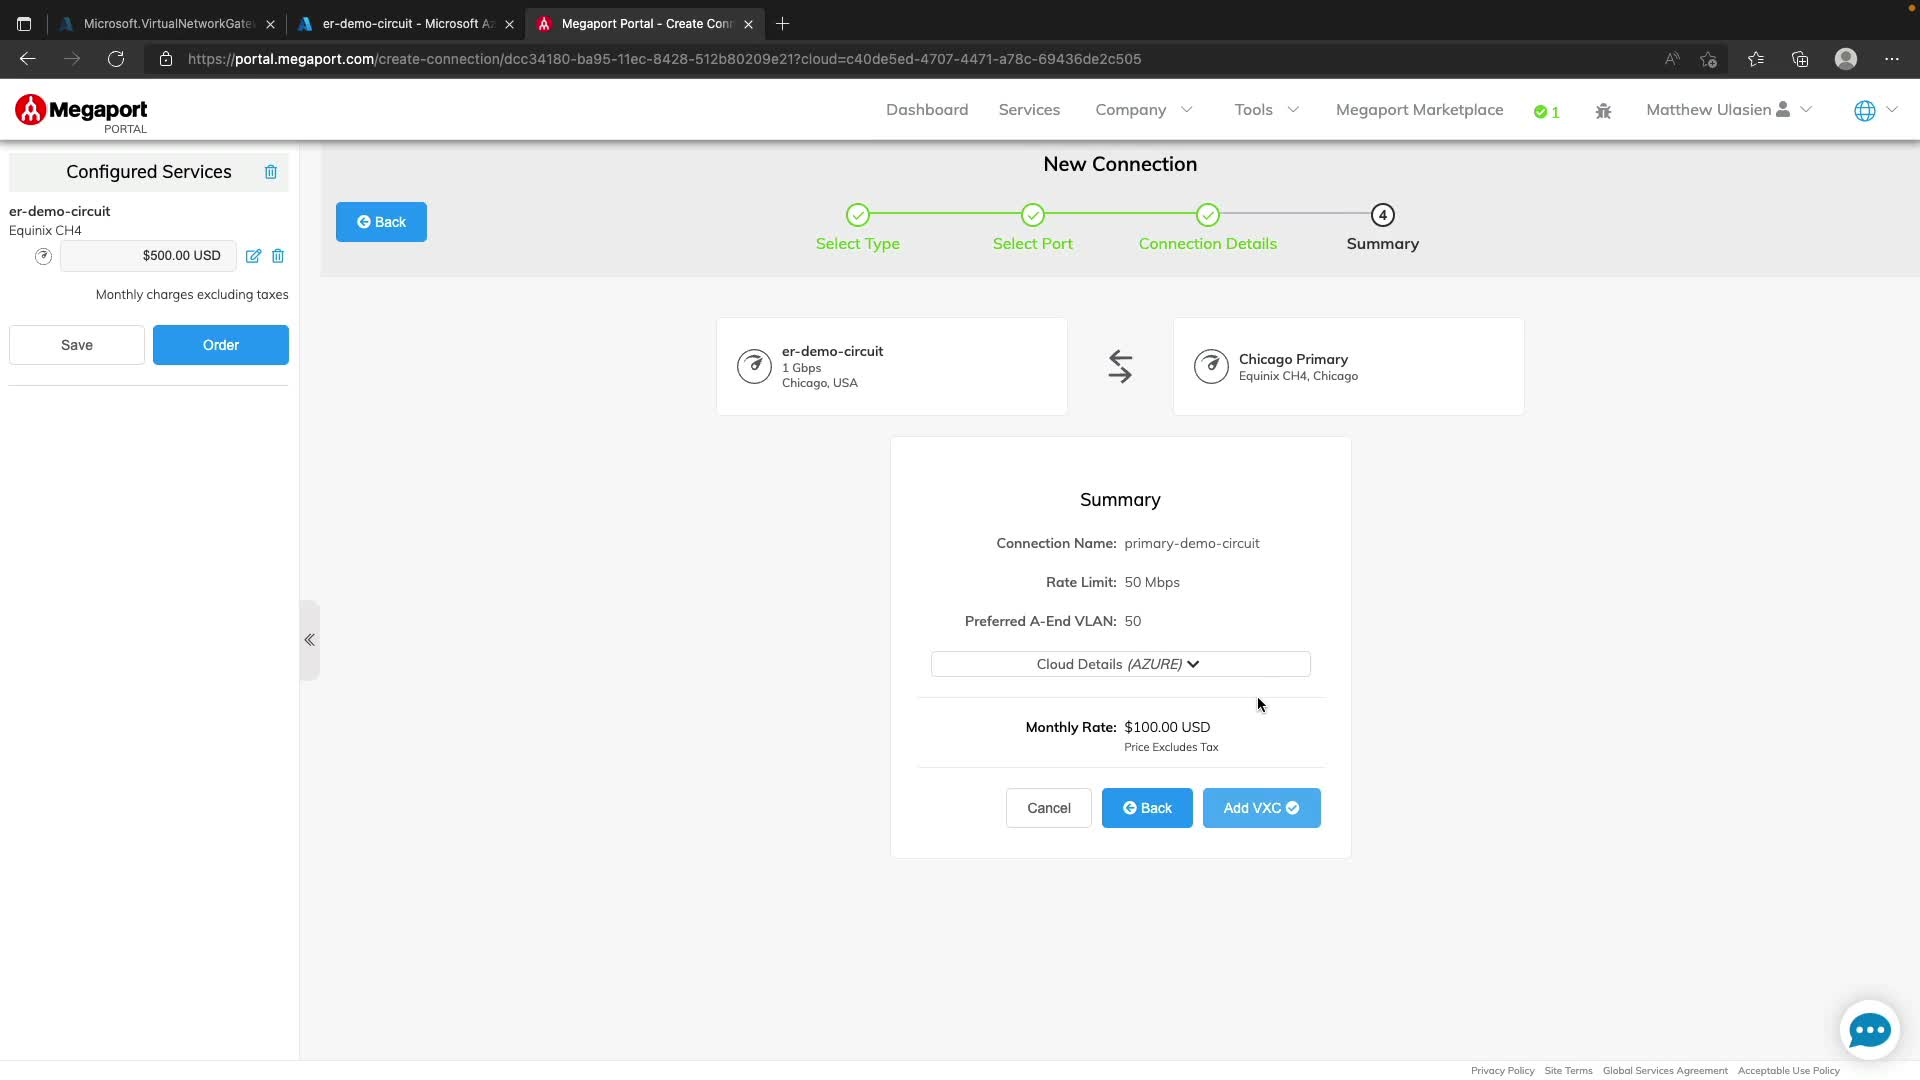 Microsoft.VirtualNetworkGate
er-demo-circuit - Microsoft Az
Megaport Portal - Create Conn
https://portal.megaport.com/create-connection/dcc34180-ba95-11ec-8428-512b80209e21?cloud=c40de5ed-4707-4471-a78c-69436de2c505
Megaport
PORTAL
Dashboard
Services
Company
Tools
Megaport Marketplace
1
Matthew Ulasien
Configured Services
er-demo-circuit
Equinix CH4
$500.00 USD
Monthly charges excluding taxes
Save
Order
New Connection
Back
4
Select Type
Select Port
Connection Details
Summary
er-demo-circuit
1 Gbps
Chicago, USA
Chicago Primary
Equinix CH4, Chicago
Summary
Connection Name: primary-demo-circuit
Rate Limit: 50 Mbps
Preferred A-End VLAN: 50
Cloud Details (AZURE)
Monthly Rate: $100.00 USD
Price Excludes Tax
Cancel
Back
Add VXC
Privacy Policy
Site Terms
Global Services Agreement
Acceptable Use Policy